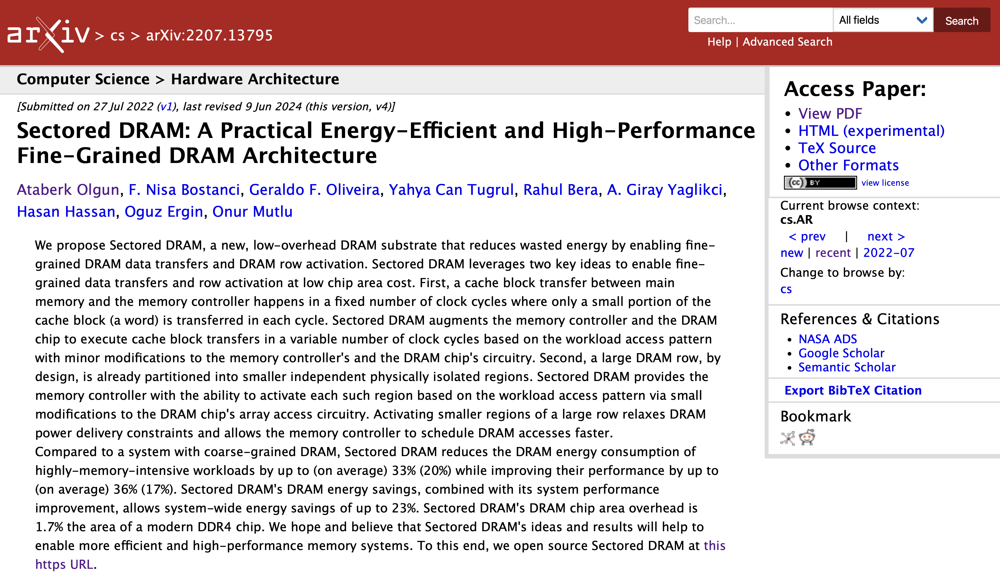 arXiv > cs > arXiv:2207.13795
Search...
All fields
Search
Help | Advanced Search
Computer Science > Hardware Architecture
[Submitted on 27 Jul 2022 (v1), last revised 9 Jun 2024 (this version, v4)]
Sectored DRAM: A Practical Energy-Efficient and High-Performance
Fine-Grained DRAM Architecture
Ataberk Olgun, F. Nisa Bostanci, Geraldo F. Oliveira, Yahya Can Tugrul, Rahul Bera, A. Giray Yaglikci,
Hasan Hassan, Oguz Ergin, Onur Mutlu
We propose Sectored DRAM, a new, low-overhead DRAM substrate that reduces wasted energy by enabling fine-
grained DRAM data transfers and DRAM row activation. Sectored DRAM leverages two key ideas to enable fine-
grained data transfers and row activation at low chip area cost. First, a cache block transfer between main
memory and the memory controller happens in a fixed number of clock cycles where only a small portion of the
cache block (a word) is transferred in each cycle. Sectored DRAM augments the memory controller and the DRAM
chip to execute cache block transfers in a variable number of clock cycles based on the workload access pattern
with minor modifications to the memory controller's and the DRAM chip's circuitry. Second, a large DRAM row, by
design, is already partitioned into smaller independent physically isolated regions. Sectored DRAM provides the
memory controller with the ability to activate each such region based on the workload access pattern via small
modifications to the DRAM chip's array access circuitry. Activating smaller regions of a large row relaxes DRAM
power delivery constraints and allows the memory controller to schedule DRAM accesses faster.
Compared to a system with coarse-grained DRAM, Sectored DRAM reduces the DRAM energy consumption of
highly-memory-intensive workloads by up to (on average) 33% (20%) while improving their performance by up to
(on average) 36% (17%). Sectored DRAM's DRAM energy savings, combined with its system performance
improvement, allows system-wide energy savings of up to 23%. Sectored DRAM's DRAM chip area overhead is
1.7% the area of a modern DDR4 chip. We hope and believe that Sectored DRAM's ideas and results will help to
enable more efficient and high-performance memory systems. To this end, we open source Sectored DRAM at this
https URL.
Access Paper:
View PDF
HTML (experimental)
TeX Source
Other Formats
(cc) BY view license
Current browse context:
cs.AR
< prev | next >
new | recent | 2022-07
Change to browse by:
cs
References & Citations
NASA ADS
Google Scholar
Semantic Scholar
Export BibTeX Citation
Bookmark